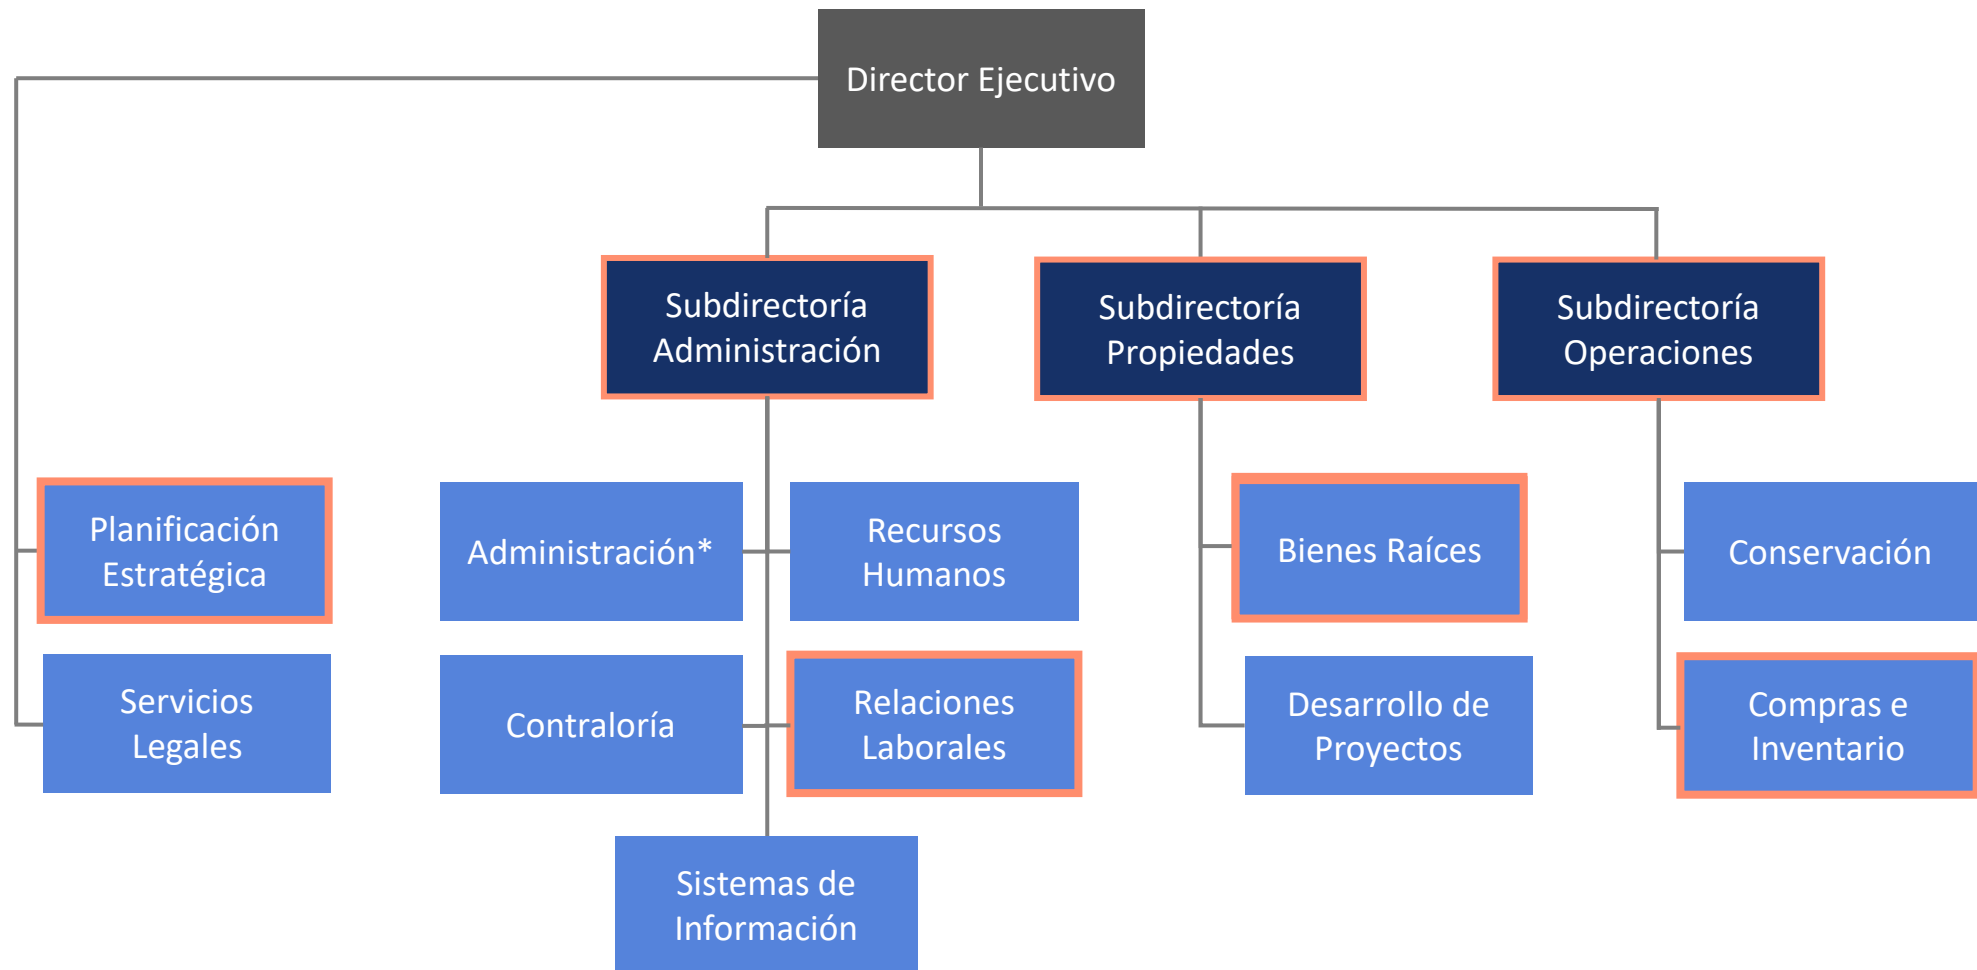 Director Ejecutivo
Subdirectoría
Administración
Subdirectoría
Propiedades
Subdirectoría
Operaciones
Planificación
Estratégica
Administración*
Recursos
Humanos
Bienes Raíces
Conservación
Servicios
Legales
Contraloría
Relaciones
Laborales
Desarrollo de
Proyectos
Compras e
Inventario
Sistemas de
Información